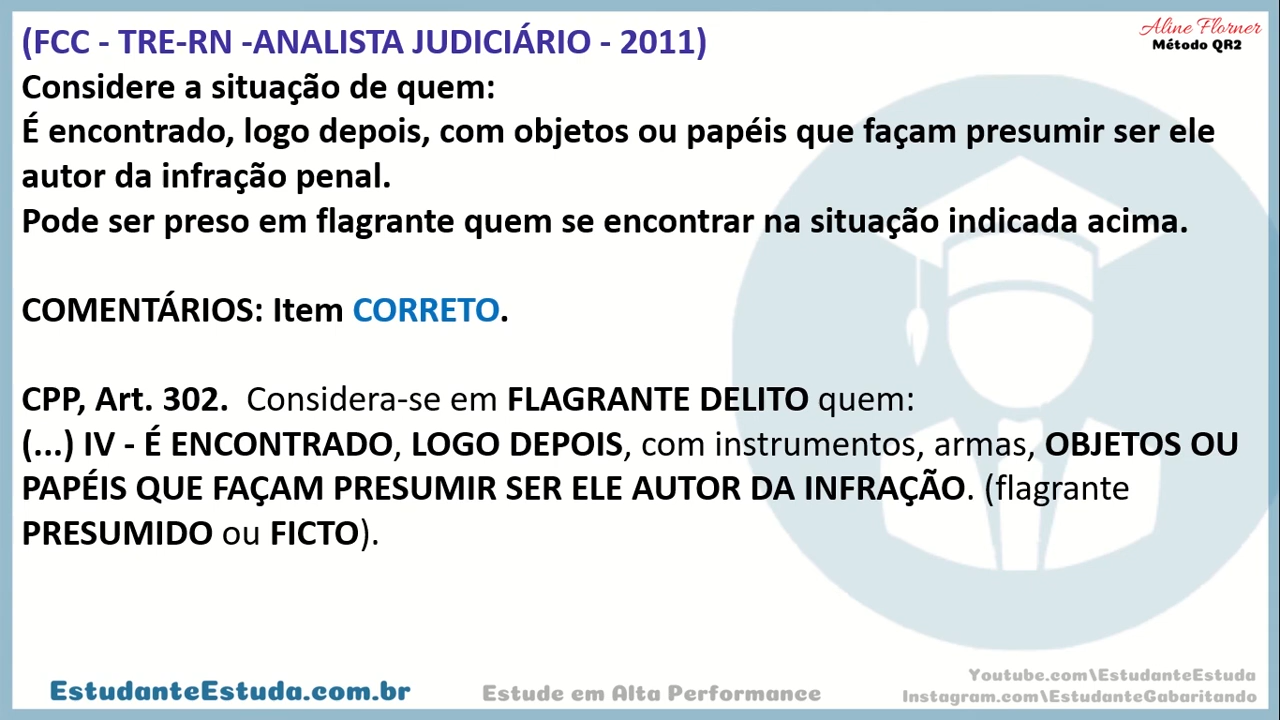 (FCC - TRE-RN -ANALISTA JUDICIÁRIO - 2011)
Aline Florner
Método QR2
Considere a situação de quem:
É encontrado, logo depois, com objetos ou papéis que façam presumir ser ele
autor da infração penal.
Pode ser preso em flagrante quem se encontrar na situação indicada acima.
COMENTÁRIOS: Item CORRETO.
CPP, Art. 302.  Considera-se em FLAGRANTE DELITO quem:
(...) IV - É ENCONTRADO, LOGO DEPOIS, com instrumentos, armas, OBJETOS OU
PAPÉIS QUE FAÇAM PRESUMIR SER ELE AUTOR DA INFRAÇÃO. (flagrante
PRESUMIDO ou FICTO).
EstudanteEstuda.com.br
Estude em Alta Performance
Youtube.com\EstudanteEstuda
Instagram.com\EstudanteGabaritando